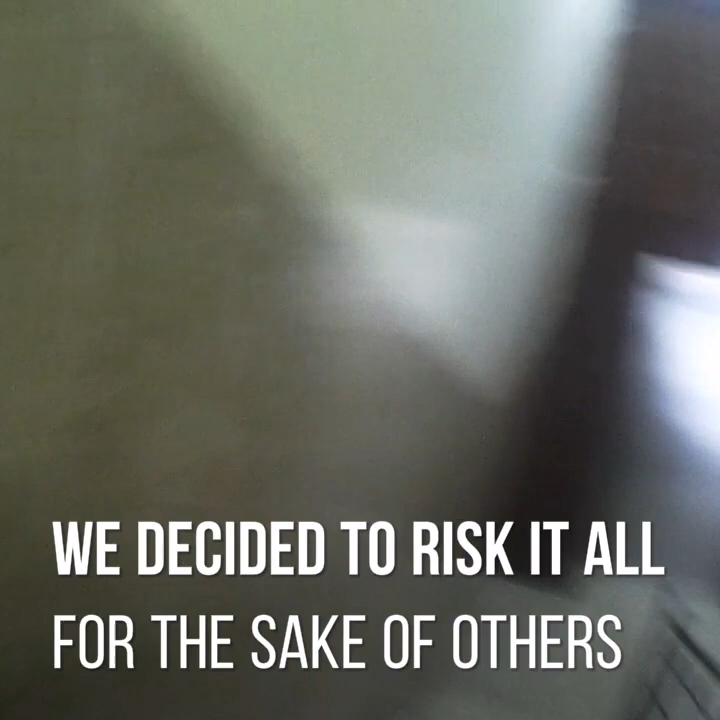 WE DECIDED TO RISK IT ALL
FOR THE SAKE OF OTHERS